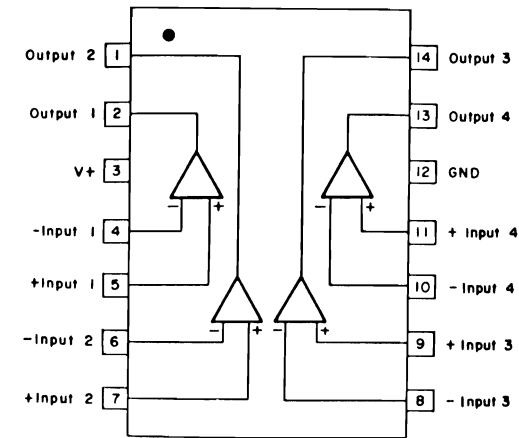 Output 2 1
Output 1 2
V+ 3
-Input 1 4
+Input 1 5
-Input 2 6
+Input 2 7
14 Output 3
13 Output 4
12 GND
11 + Input 4
10 - Input 4
9 + Input 3
8 - Input 3
- +
- +
- +
- +